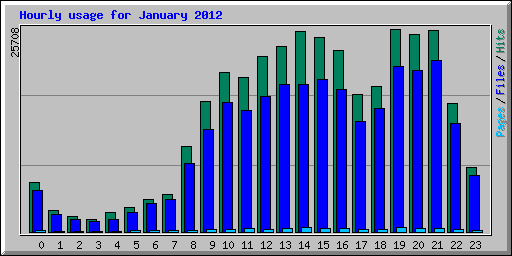 Hourly usage for January 2012
25708
Pages / Files / Hits
0 1 2 3 4 5 6 7 8 9 10 11 12 13 14 15 16 17 18 19 20 21 22 23